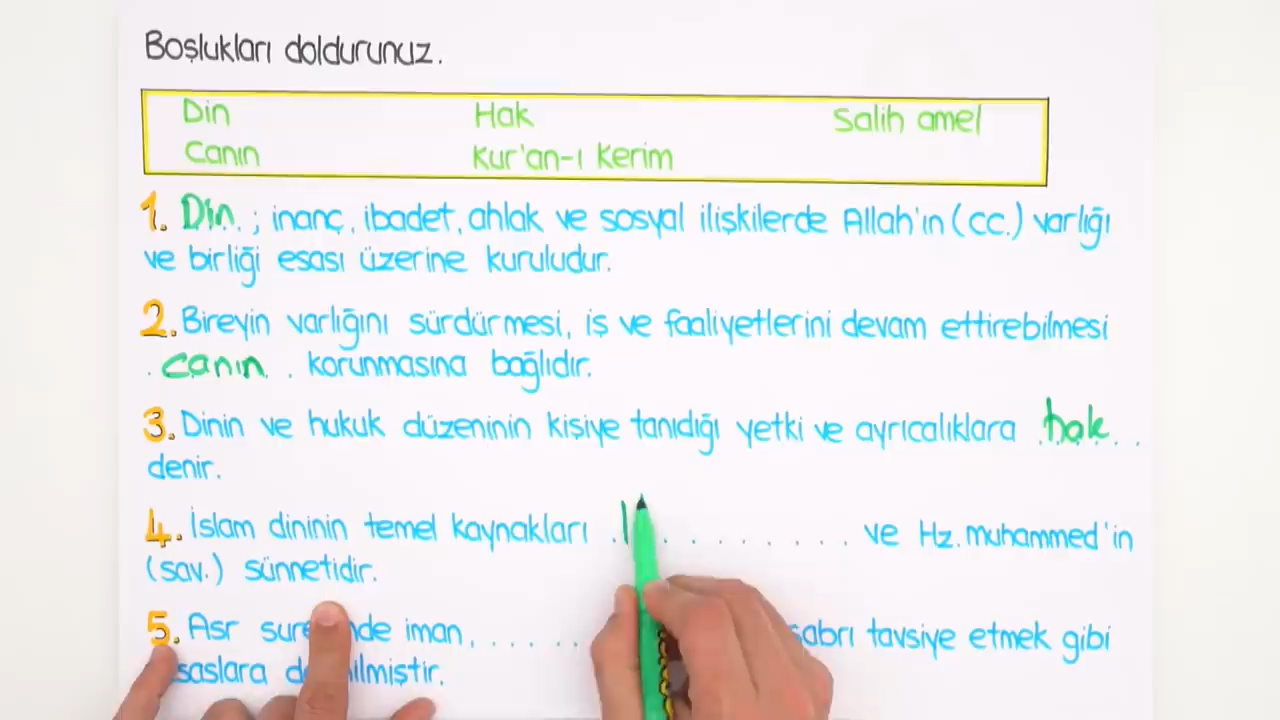 Boşlukları doldurunuz.
Din Hak Salih amel
Canın Kur'an-ı Kerim
1. Din. ; inanç, ibadet, ahlak ve sosyal ilişkilerde Allah'ın (cc.) varlığı
ve birliği esası üzerine kuruludur.
2. Bireyin varlığını sürdürmesi, iş ve faaliyetlerini devam ettirebilmesi
. canın . korunmasına bağlıdır.
3. Dinin ve hukuk düzeninin kişiye tanıdığı yetki ve ayrıcalıklara hak . .
denir.
4. İslam dininin temel kaynakları . . . . . . . . . . ve Hz. muhammed'in
(sav.) sünnetidir.
5. Asr iman, . . . . . . sabrı tavsiye etmek gibi